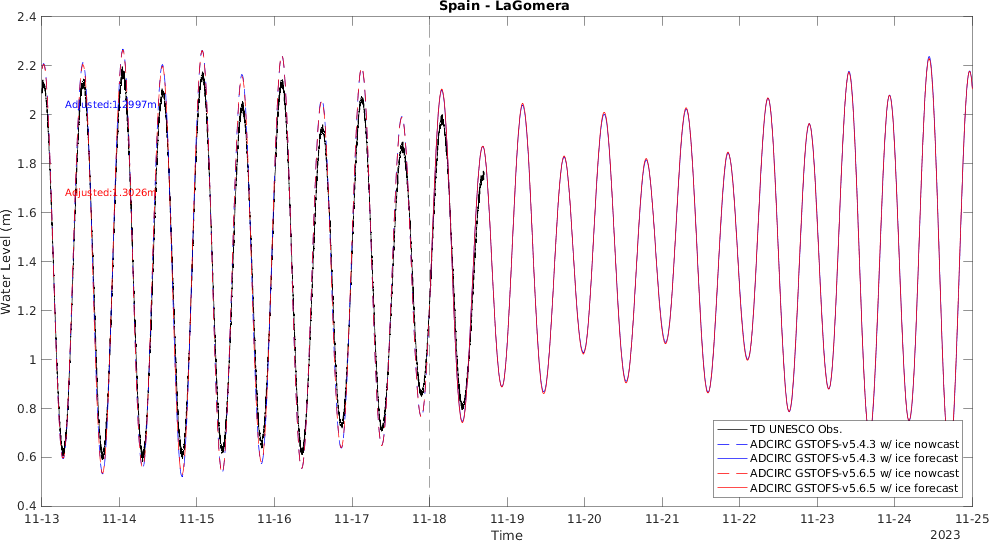 Spain - LaGomera
2.4
2.2
2
1.8
1.6
1.4
1.2
1
0.8
0.6
0.4
Water Level (m)
Adjusted:1.2997m
Adjusted:1.3026m
TD UNESCO Obs.
ADCIRC GSTOFS-v5.4.3 w/ ice nowcast
ADCIRC GSTOFS-v5.4.3 w/ ice forecast
ADCIRC GSTOFS-v5.6.5 w/ ice nowcast
ADCIRC GSTOFS-v5.6.5 w/ ice forecast
11-13 11-14 11-15 11-16 11-17 11-18 11-19 11-20 11-21 11-22 11-23 11-24 11-25
Time
2023